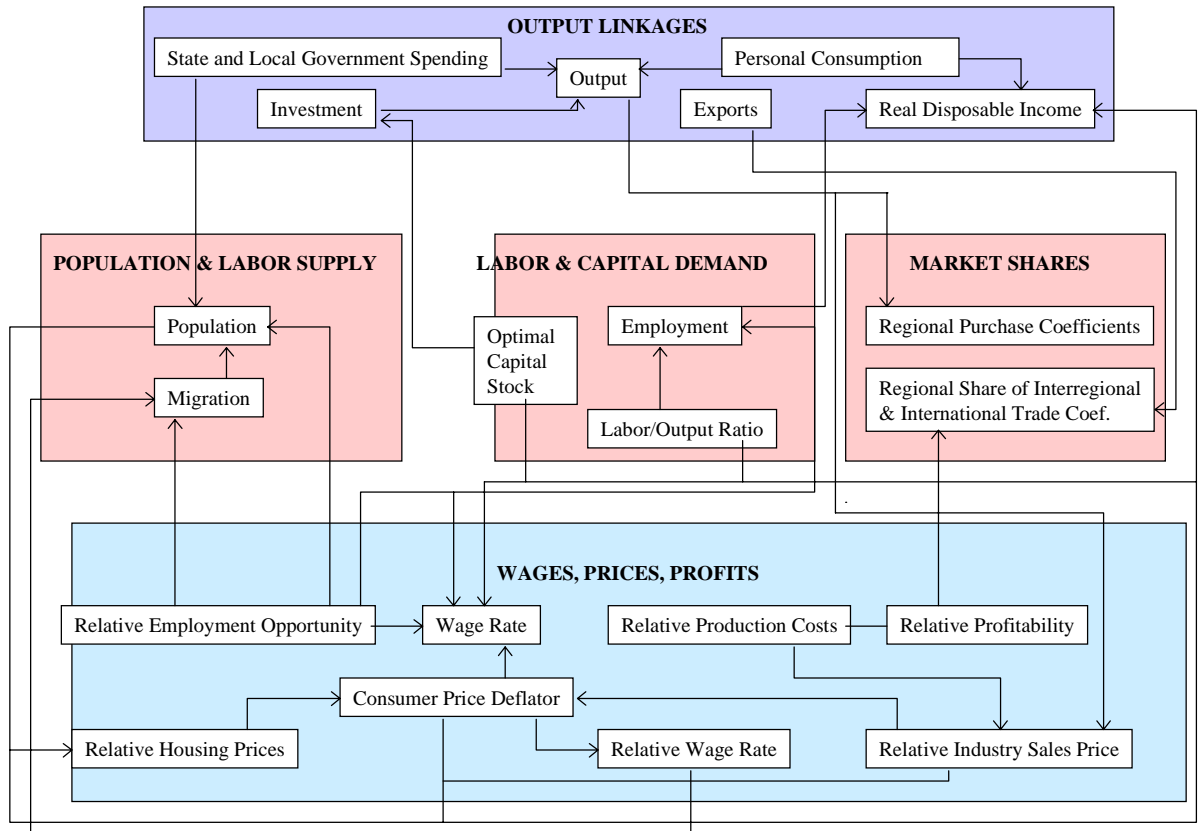 OUTPUT LINKAGES
State and Local Government Spending
Personal Consumption
Output
Investment
Exports
Real Disposable Income
POPULATION & LABOR SUPPLY
LABOR & CAPITAL DEMAND
MARKET SHARES
Population
Optimal
Capital
Stock
Employment
Regional Purchase Coefficients
Migration
Regional Share of Interregional
& International Trade Coef.
Labor/Output Ratio
WAGES, PRICES, PROFITS
Relative Employment Opportunity
Wage Rate
Relative Production Costs
Relative Profitability
Consumer Price Deflator
Relative Housing Prices
Relative Wage Rate
Relative Industry Sales Price